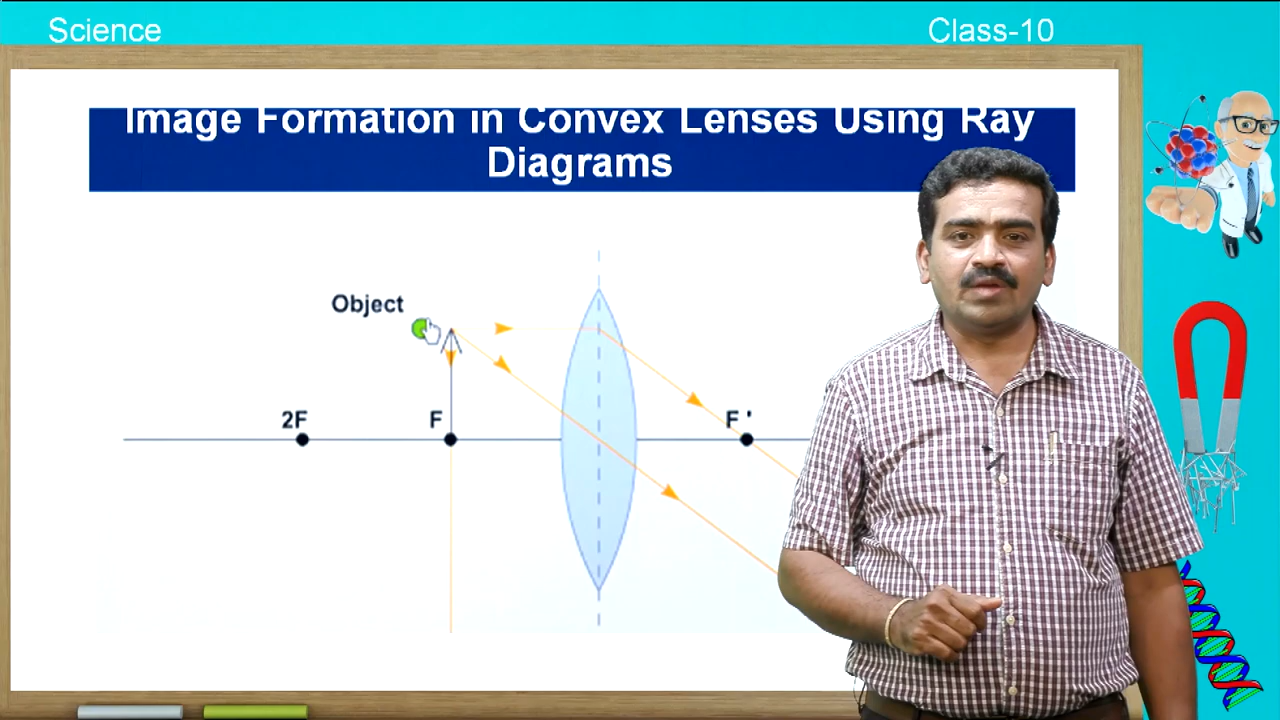 Science
Class-10
Image Formation in Convex Lenses Using Ray
Diagrams
Object
2F
F
F '